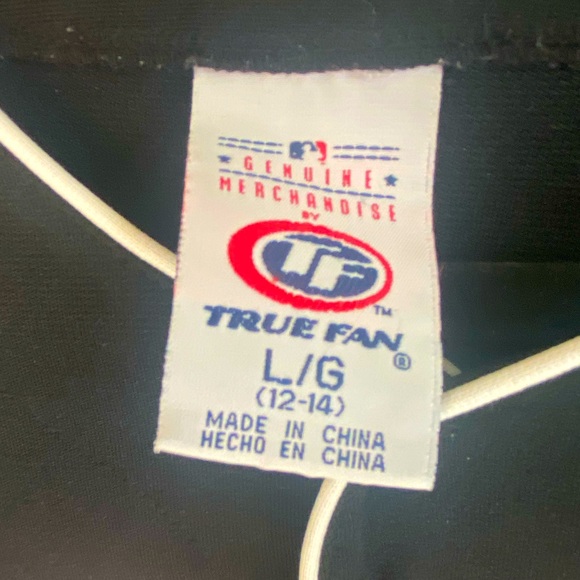 GENUINE
MERCHANDISE
BY
TF
TRUE FAN ™
®
L/G
(12-14)
MADE IN CHINA
HECHO EN CHINA